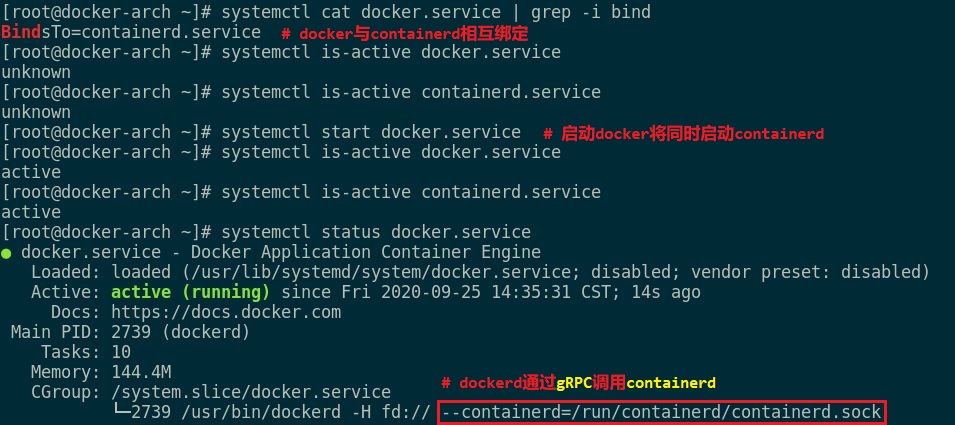 [root@docker-arch ~]# systemctl cat docker.service | grep -i bind
BindsTo=containerd.service # docker与containerd相互绑定
[root@docker-arch ~]# systemctl is-active docker.service
unknown
[root@docker-arch ~]# systemctl is-active containerd.service
unknown
[root@docker-arch ~]# systemctl start docker.service # 启动docker将同时启动containerd
[root@docker-arch ~]# systemctl is-active docker.service
active
[root@docker-arch ~]# systemctl is-active containerd.service
active
[root@docker-arch ~]# systemctl status docker.service
● docker.service - Docker Application Container Engine
Loaded: loaded (/usr/lib/systemd/system/docker.service; disabled; vendor preset: disabled)
Active: active (running) since Fri 2020-09-25 14:35:31 CST; 14s ago
Docs: https://docs.docker.com
Main PID: 2739 (dockerd)
Tasks: 10
Memory: 144.4M
# dockerd通过gRPC调用containerd
CGroup: /system.slice/docker.service
└─2739 /usr/bin/dockerd -H fd:// --containerd=/run/containerd/containerd.sock